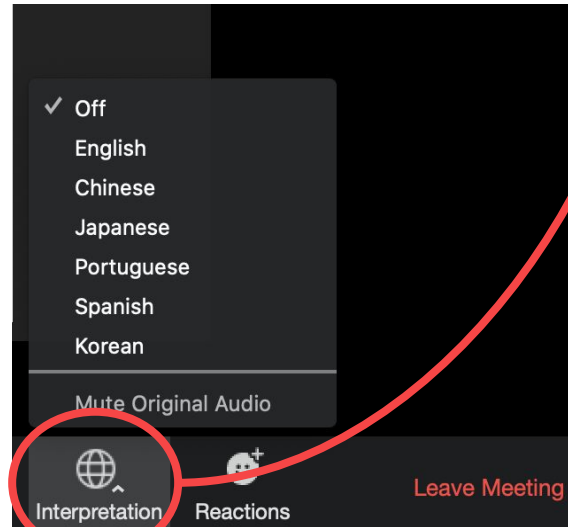 Off
English
Chinese
Japanese
Portuguese
Spanish
Korean
Mute Original Audio
Interpretation
Reactions
Leave Meeting